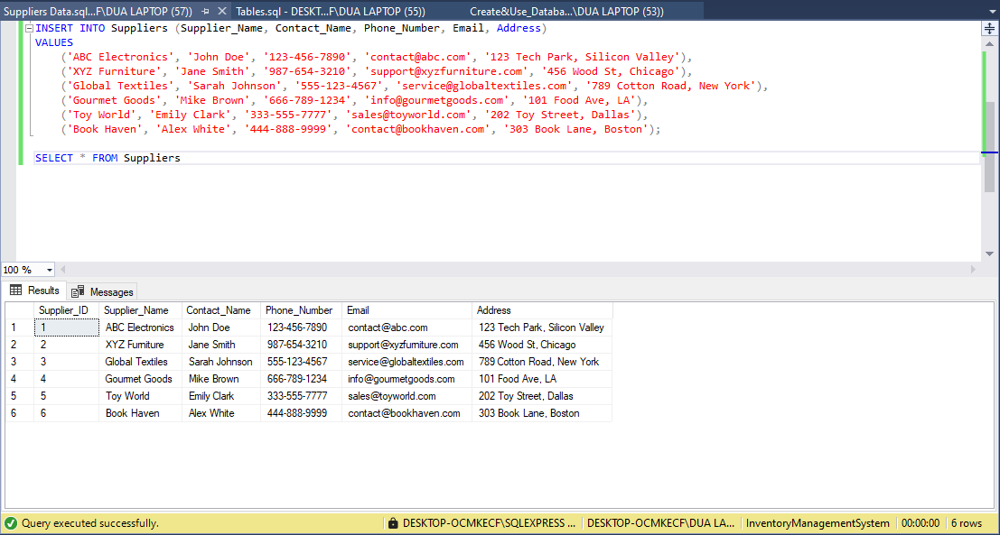 Suppliers Data.sql...F\DUA LAPTOP (57)) Tables.sql - DESKT...F\DUA LAPTOP (55)) Create&Use_Databa...\DUA LAPTOP (53))
INSERT INTO Suppliers (Supplier_Name, Contact_Name, Phone_Number, Email, Address)
VALUES
('ABC Electronics', 'John Doe', '123-456-7890', 'contact@abc.com', '123 Tech Park, Silicon Valley'),
('XYZ Furniture', 'Jane Smith', '987-654-3210', 'support@xyzfurniture.com', '456 Wood St, Chicago'),
('Global Textiles', 'Sarah Johnson', '555-123-4567', 'service@globaltextiles.com', '789 Cotton Road, New York'),
('Gourmet Goods', 'Mike Brown', '666-789-1234', 'info@gourmetgoods.com', '101 Food Ave, LA'),
('Toy World', 'Emily Clark', '333-555-7777', 'sales@toyworld.com', '202 Toy Street, Dallas'),
('Book Haven', 'Alex White', '444-888-9999', 'contact@bookhaven.com', '303 Book Lane, Boston');
SELECT * FROM Suppliers
100 %
Results Messages
Supplier_ID Supplier_Name Contact_Name Phone_Number Email Address
1 1 ABC Electronics John Doe 123-456-7890 contact@abc.com 123 Tech Park, Silicon Valley
2 2 XYZ Furniture Jane Smith 987-654-3210 support@xyzfurniture.com 456 Wood St, Chicago
3 3 Global Textiles Sarah Johnson 555-123-4567 service@globaltextiles.com 789 Cotton Road, New York
4 4 Gourmet Goods Mike Brown 666-789-1234 info@gourmetgoods.com 101 Food Ave, LA
5 5 Toy World Emily Clark 333-555-7777 sales@toyworld.com 202 Toy Street, Dallas
6 6 Book Haven Alex White 444-888-9999 contact@bookhaven.com 303 Book Lane, Boston
Query executed successfully. DESKTOP-OCMKECF\SQLEXPRESS ... DESKTOP-OCMKECF\DUA LA... InventoryManagementSystem 00:00:00 6 rows